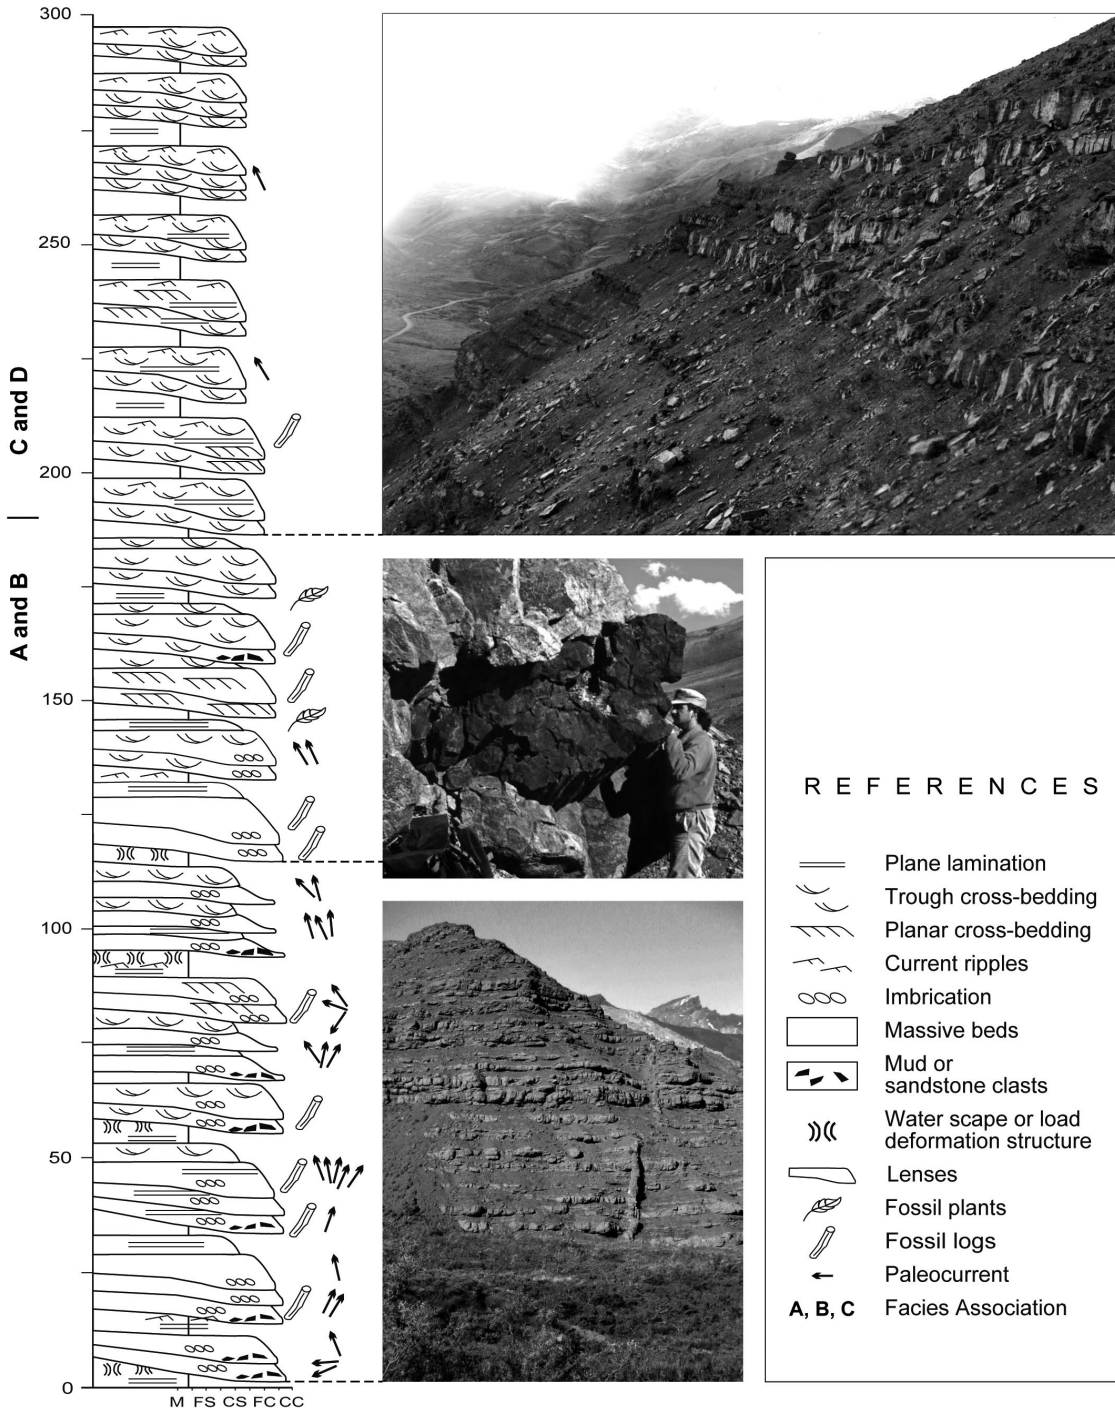 300
250
200
150
100
50
0
C and D
A and B
M FS CS FC CC
REFERENCES
Plane lamination
Trough cross-bedding
Planar cross-bedding
Current ripples
Imbrication
Massive beds
Mud or
sandstone clasts
Water scape or load
deformation structure
Lenses
Fossil plants
Fossil logs
Paleocurrent
A, B, C Facies Association